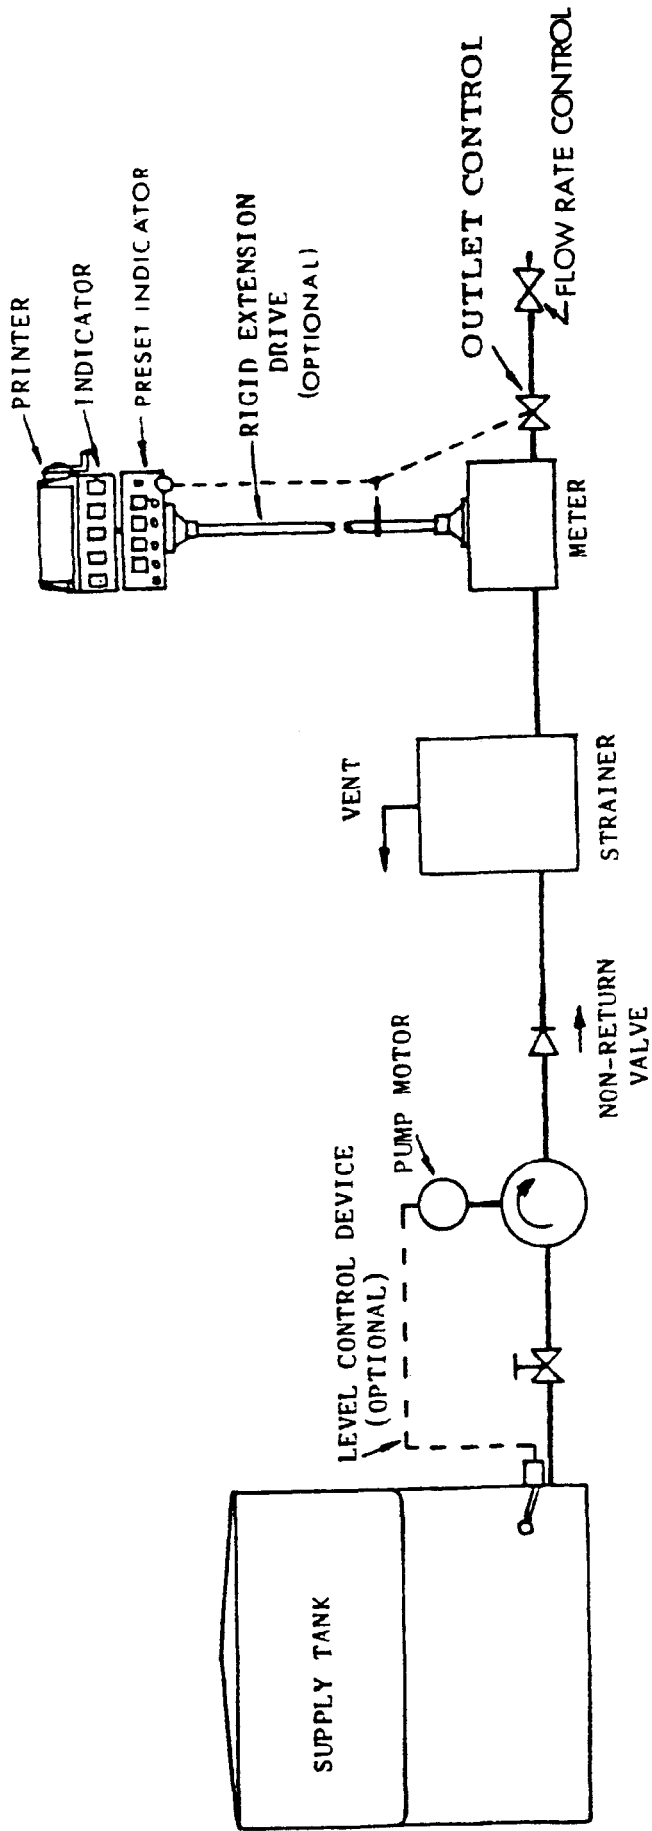 SUPPLY TANK
LEVEL CONTROL DEVICE
(OPTIONAL)
PUMP MOTOR
NON-RETURN
VALVE
VENT
STRAINER
PRINTER
INDICATOR
PRESET INDICATOR
RIGID EXTENSION
DRIVE
(OPTIONAL)
METER
OUTLET CONTROL
FLOW RATE CONTROL